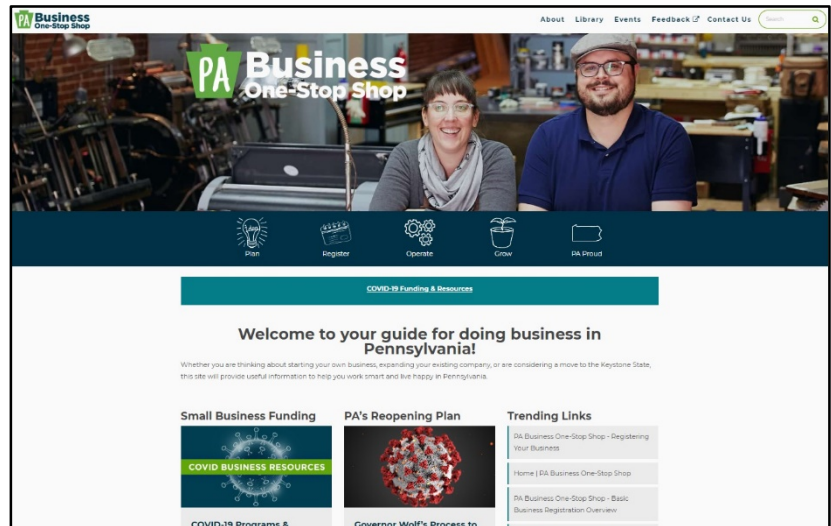 PA Business
One-Stop Shop
About Library Events Feedback Contact Us Search
PA Business
One-Stop Shop
Plan Register Operate Grow PA Proud
COVID-19 Funding & Resources
Welcome to your guide for doing business in
Pennsylvania!
Whether you are thinking about starting your own business, expanding your existing company, or are considering a move to the Keystone State,
this site will provide useful information to help you work smart and live happy in Pennsylvania.
Small Business Funding
COVID BUSINESS RESOURCES
COVID-19 Programs &
PA's Reopening Plan
Governor Wolf's Process to
Trending Links
PA Business One-Stop Shop - Registering
Your Business
Home | PA Business One-Stop Shop
PA Business One-Stop Shop - Basic
Business Registration Overview